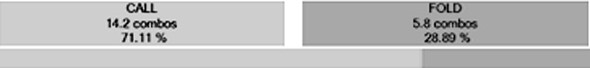 CALL
14.2 combos
71.11 %
FOLD
5.8 combos
28.89 %